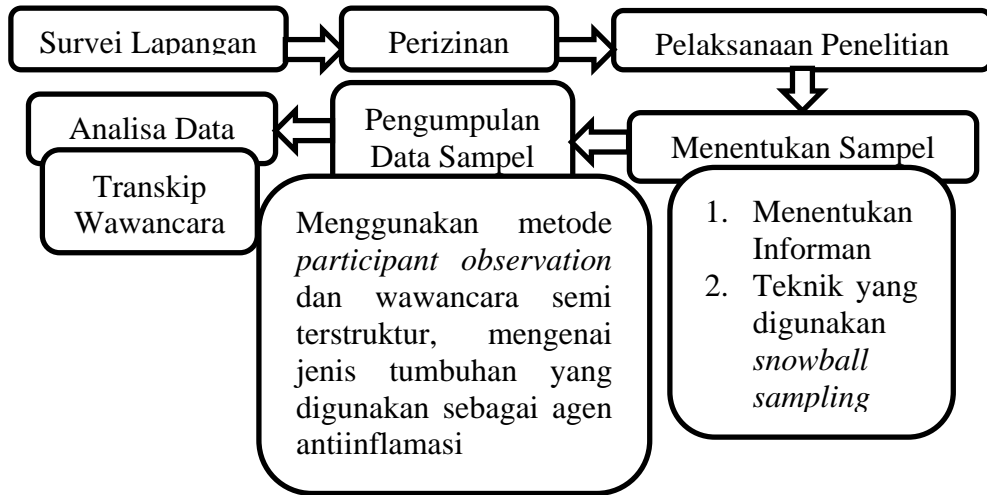 Survei Lapangan
Perizinan
Pelaksanaan Penelitian
Menentukan Sampel
1. Menentukan
Informan
2. Teknik yang
digunakan
snowball
sampling
Pengumpulan
Data Sampel
Menggunakan metode
participant observation
dan wawancara semi
terstruktur, mengenai
jenis tumbuhan yang
digunakan sebagai agen
antiinflamasi
Analisa Data
Transkip
Wawancara